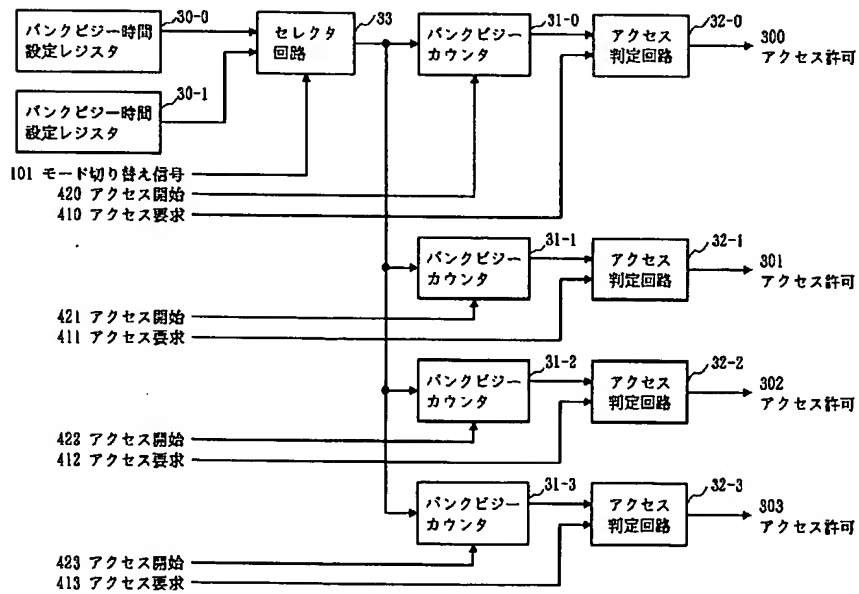 バンクビジー時間
設定レジスタ
30-0
セレクタ
回路
33
バンクビジー
カウンタ
31-0
アクセス
判定回路
32-0
300
アクセス許可
バンクビジー時間
設定レジスタ
30-1
101 モード切り替え信号
420 アクセス開始
410 アクセス要求
バンクビジー
カウンタ
31-1
アクセス
判定回路
32-1
301
アクセス許可
421 アクセス開始
411 アクセス要求
バンクビジー
カウンタ
31-2
アクセス
判定回路
32-2
302
アクセス許可
422 アクセス開始
412 アクセス要求
バンクビジー
カウンタ
31-3
アクセス
判定回路
32-3
303
アクセス許可
423 アクセス開始
413 アクセス要求